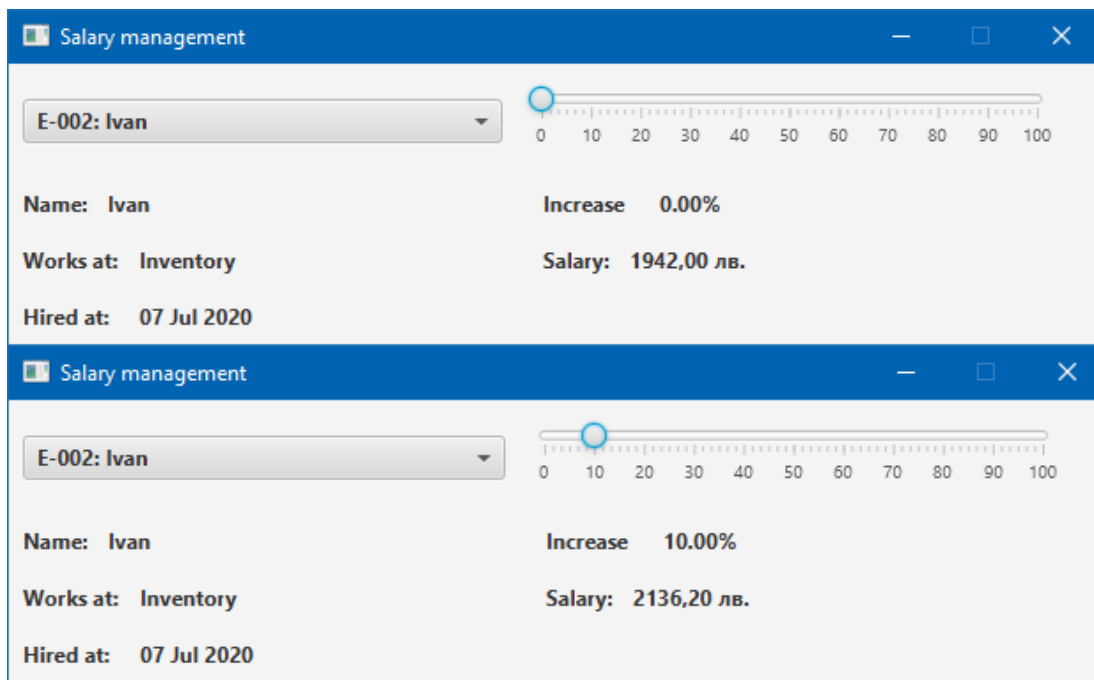 Salary management
E-002: Ivan
0 10 20 30 40 50 60 70 80 90 100
Name: Ivan
Increase 0.00%
Works at: Inventory
Salary: 1942,00 лв.
Hired at: 07 Jul 2020
Salary management
E-002: Ivan
0 10 20 30 40 50 60 70 80 90 100
Name: Ivan
Increase 10.00%
Works at: Inventory
Salary: 2136,20 лв.
Hired at: 07 Jul 2020